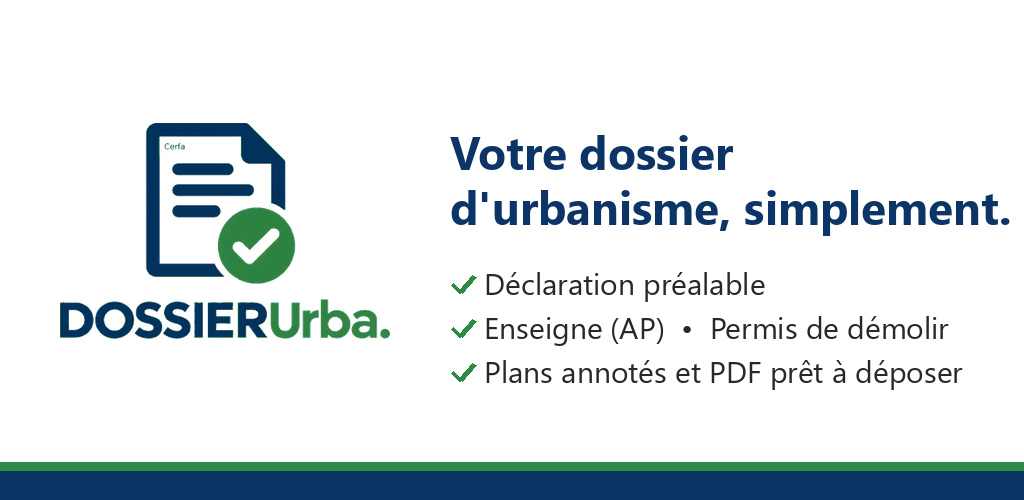 Cerfa
DOSSIERUrba.
Votre dossier
d'urbanisme, simplement.
Déclaration préalable
Enseigne (AP) • Permis de démolir
Plans annotés et PDF prêt à déposer